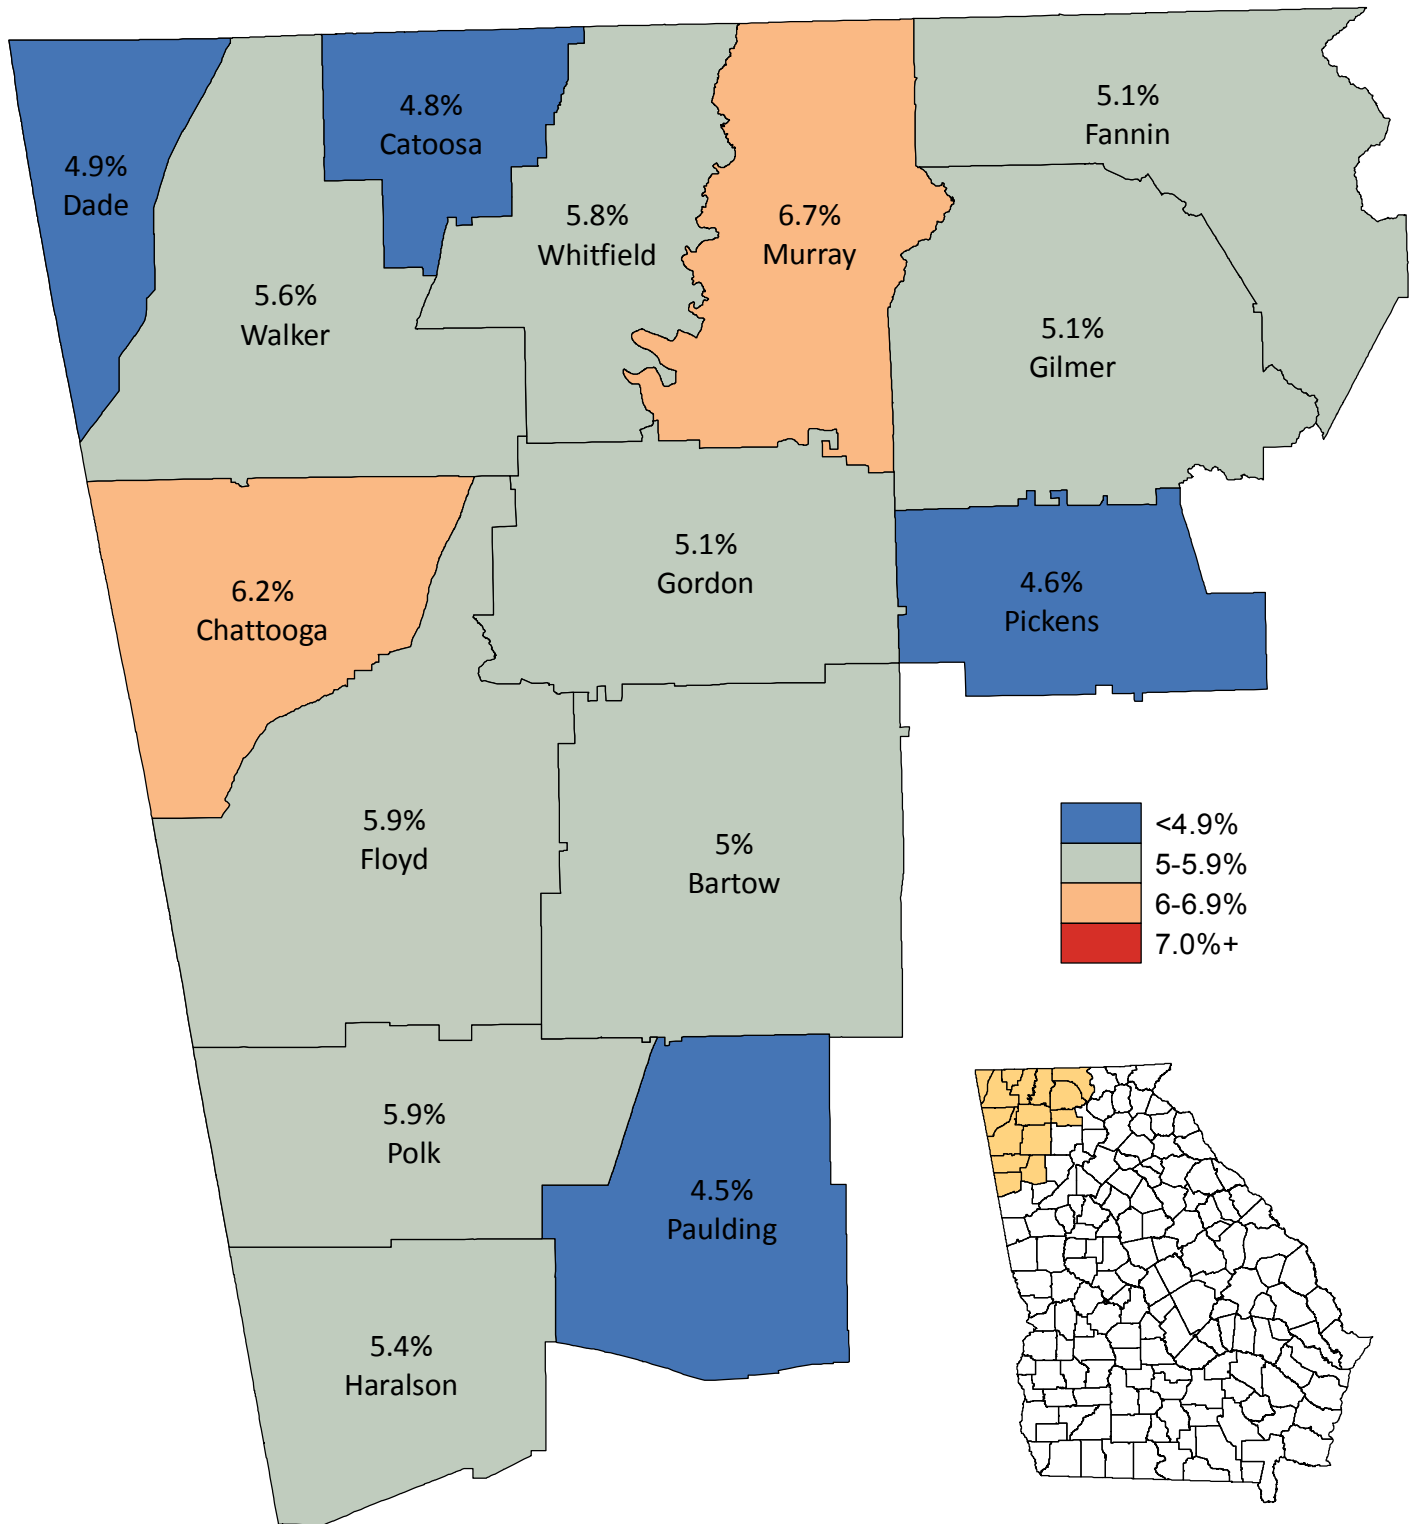 4.9%
Dade
4.8%
Catoosa
5.1%
Fannin
5.8%
Whitfield
6.7%
Murray
5.6%
Walker
5.1%
Gilmer
6.2%
Chattooga
5.1%
Gordon
4.6%
Pickens
5.9%
Floyd
5%
Bartow
<4.9%
5-5.9%
6-6.9%
7.0%+
5.9%
Polk
4.5%
Paulding
5.4%
Haralson